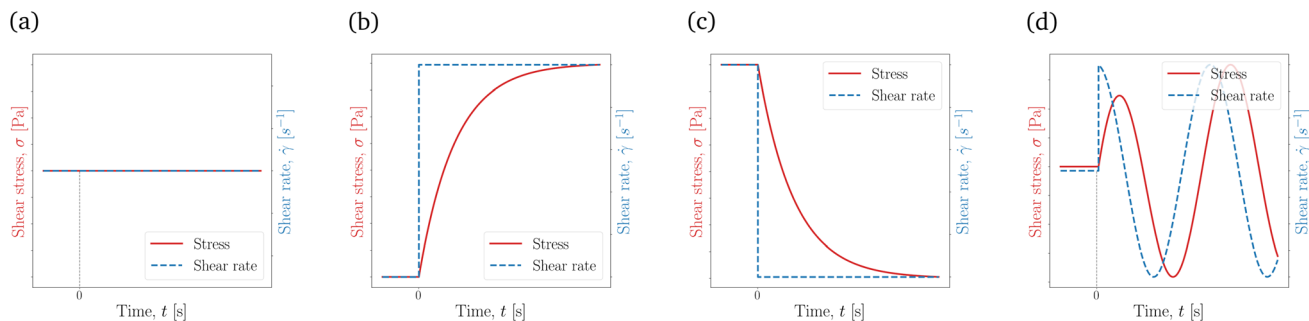 (a)
Shear stress, σ [Pa]
Shear rate, γ̇ [s⁻¹]
Stress
Shear rate
0
Time, t [s]
(b)
Shear stress, σ [Pa]
Shear rate, γ̇ [s⁻¹]
Stress
Shear rate
0
Time, t [s]
(c)
Shear stress, σ [Pa]
Shear rate, γ̇ [s⁻¹]
Stress
Shear rate
0
Time, t [s]
(d)
Shear stress, σ [Pa]
Shear rate, γ̇ [s⁻¹]
Stress
Shear rate
0
Time, t [s]